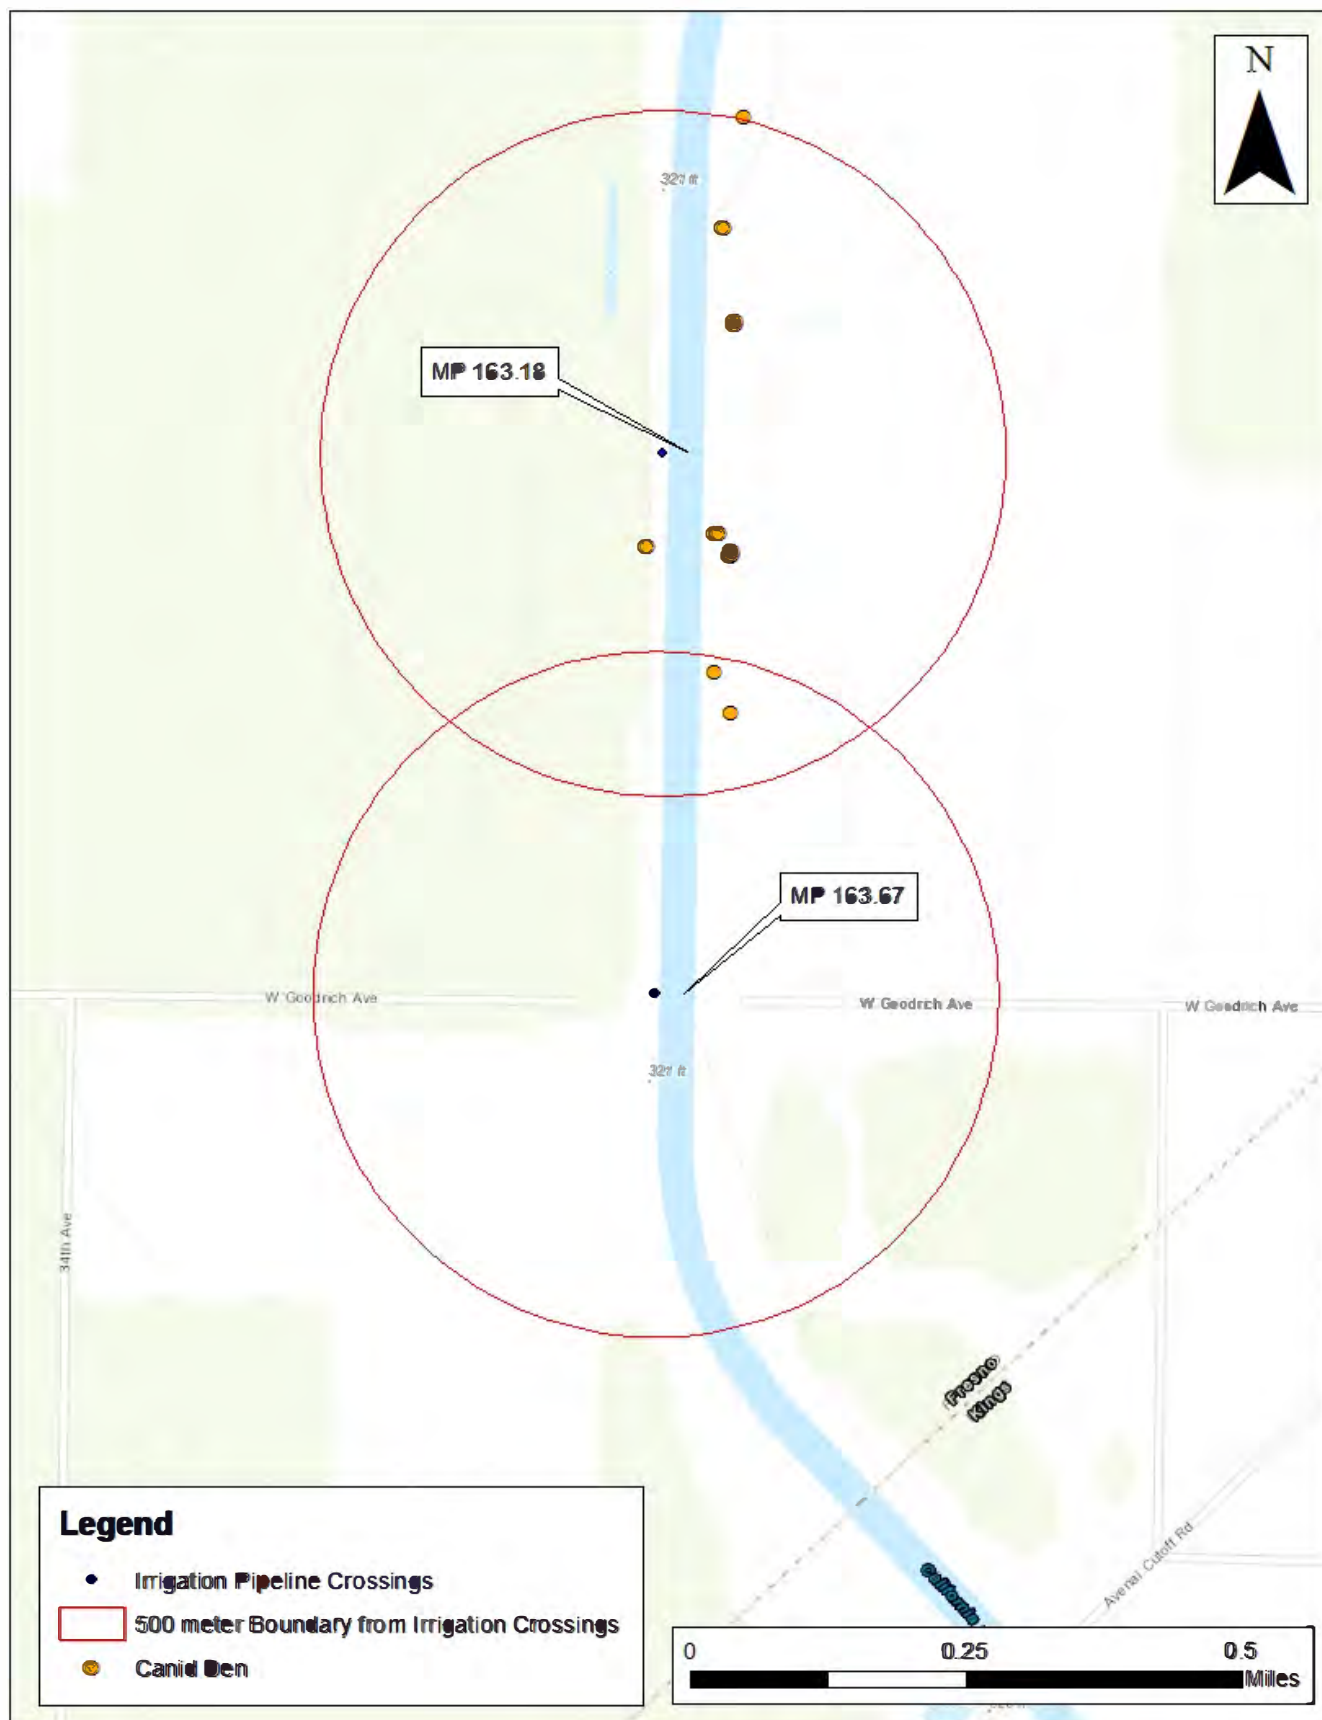 N
321 ft
MP 163.18
MP 163.67
W Goodrich Ave
W Goodrich Ave
W Goodrich Ave
321 ft
34th Ave
Fresno
Kings
Avenal Cutoff Rd
California
Legend
Irrigation Pipeline Crossings
500 meter Boundary from Irrigation Crossings
Canid Den
0 0.25 0.5
Miles